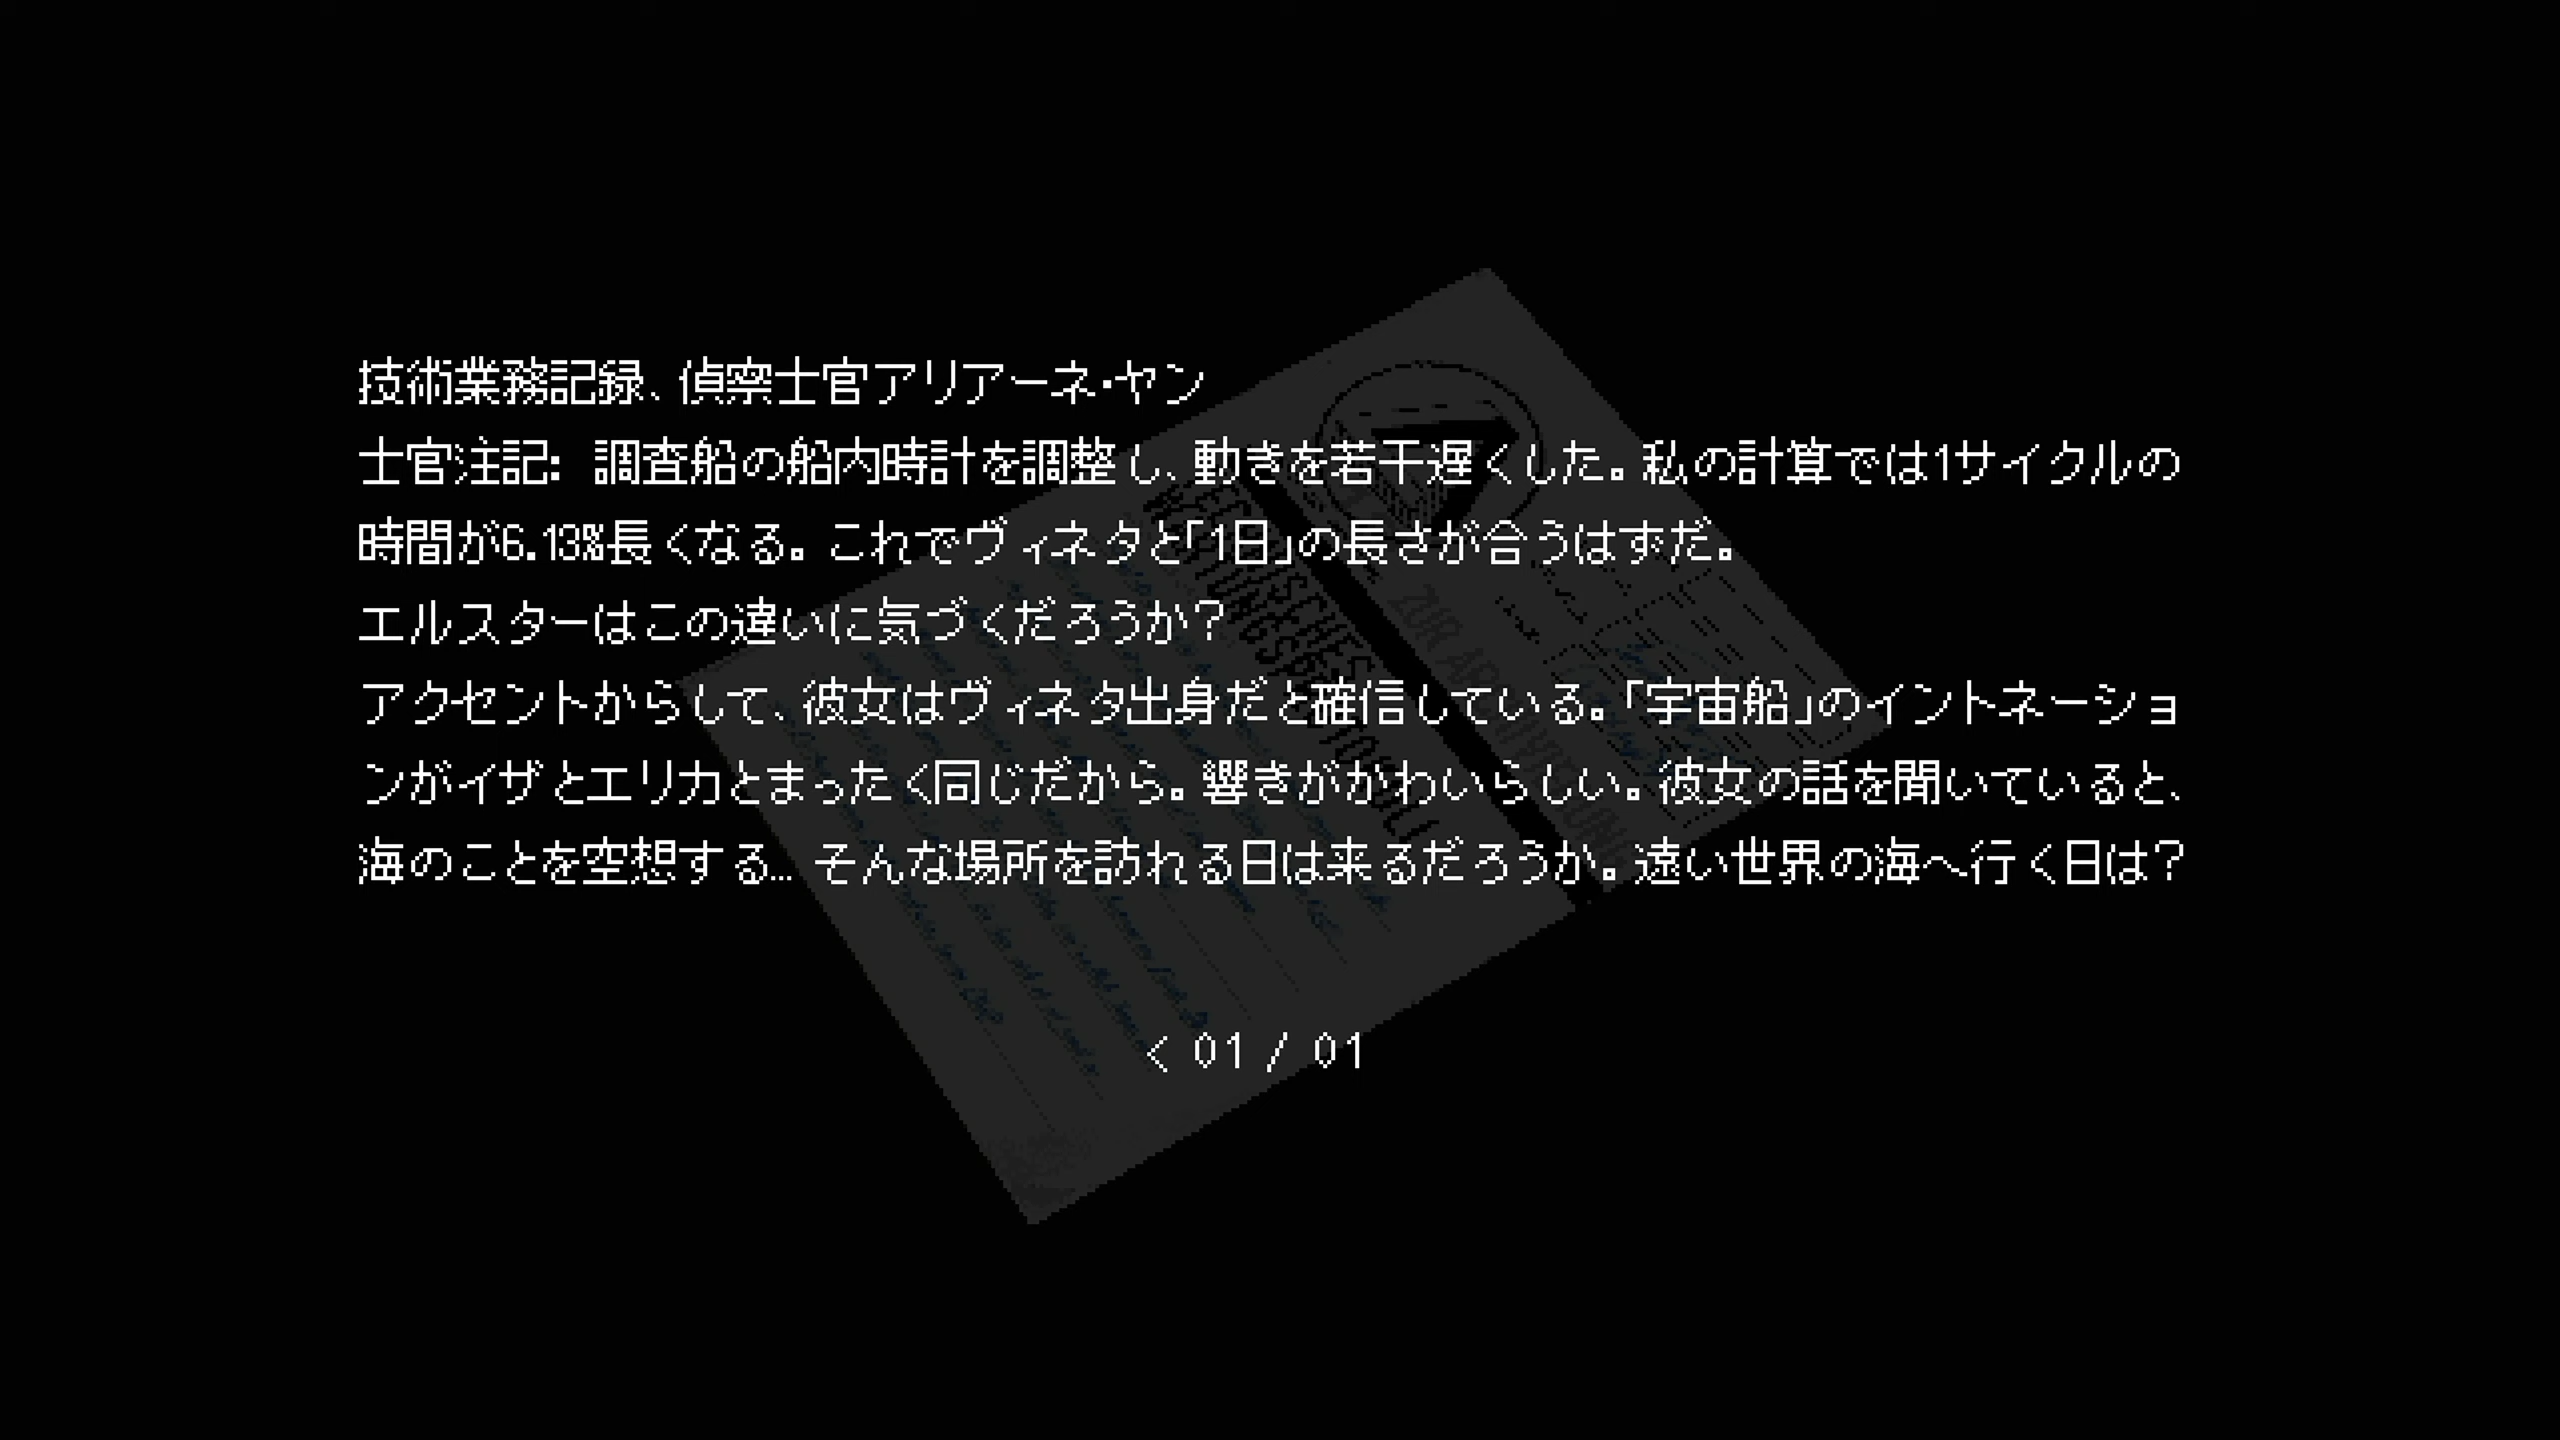 技術業務記録、偵察士官アリアーネ・ヤン
士官注記: 調査船の船内時計を調整し、動きを若干遅くした。私の計算では1サイクルの
時間が6.13%長くなる。これでヴィネタと「1日」の長さが合うはずだ。
エルスターはこの違いに気づくだろうか?
アクセントからして、彼女はヴィネタ出身だと確信している。「宇宙船」のイントネーショ
ンがイザとエリカとまったく同じだから。響きがかわいらしい。彼女の話を聞いていると、
海のことを空想する... そんな場所を訪れる日は来るだろうか。遠い世界の海へ行く日は?
< 01 / 01
ZUR ARCHIVIERUNG